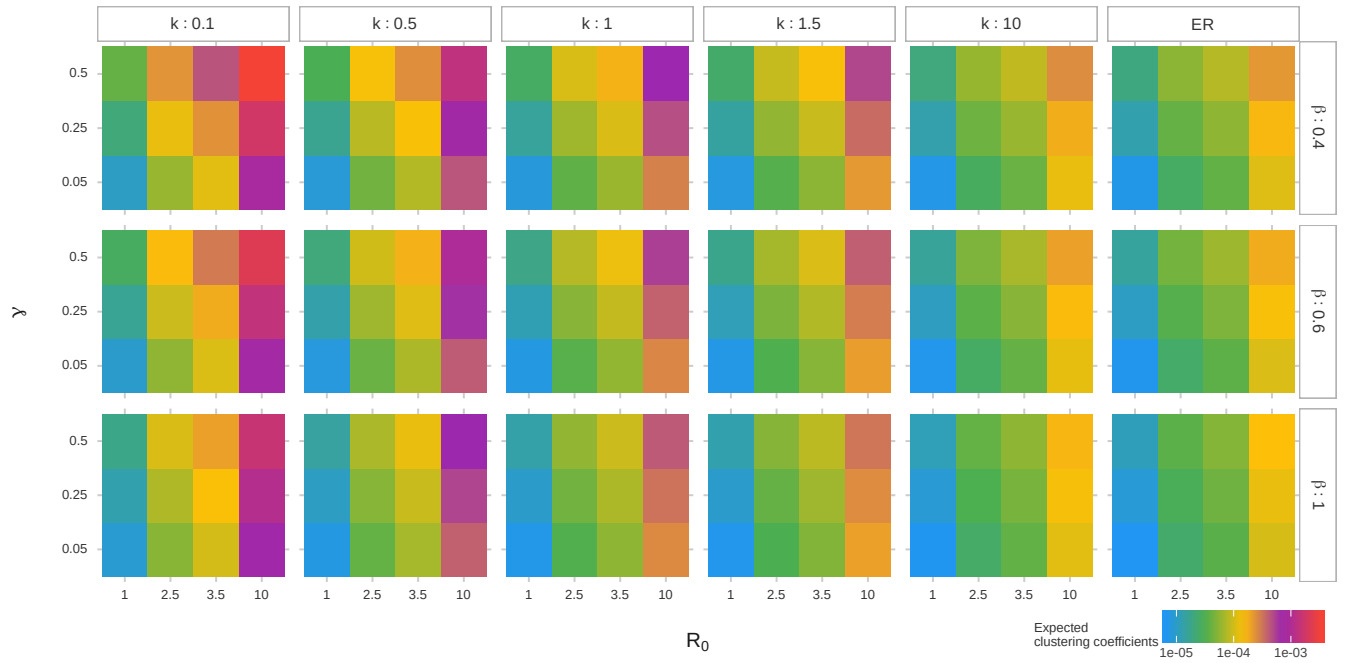 k : 0.1 k : 0.5 k : 1 k : 1.5 k : 10 ER
0.5
0.25
0.05
β : 0.4
0.5
0.25
0.05
β : 0.6
γ
0.5
0.25
0.05
β : 1
1 2.5 3.5 10 1 2.5 3.5 10 1 2.5 3.5 10 1 2.5 3.5 10 1 2.5 3.5 10 1 2.5 3.5 10
R₀
Expected
clustering coefficients
1e-05 1e-04 1e-03